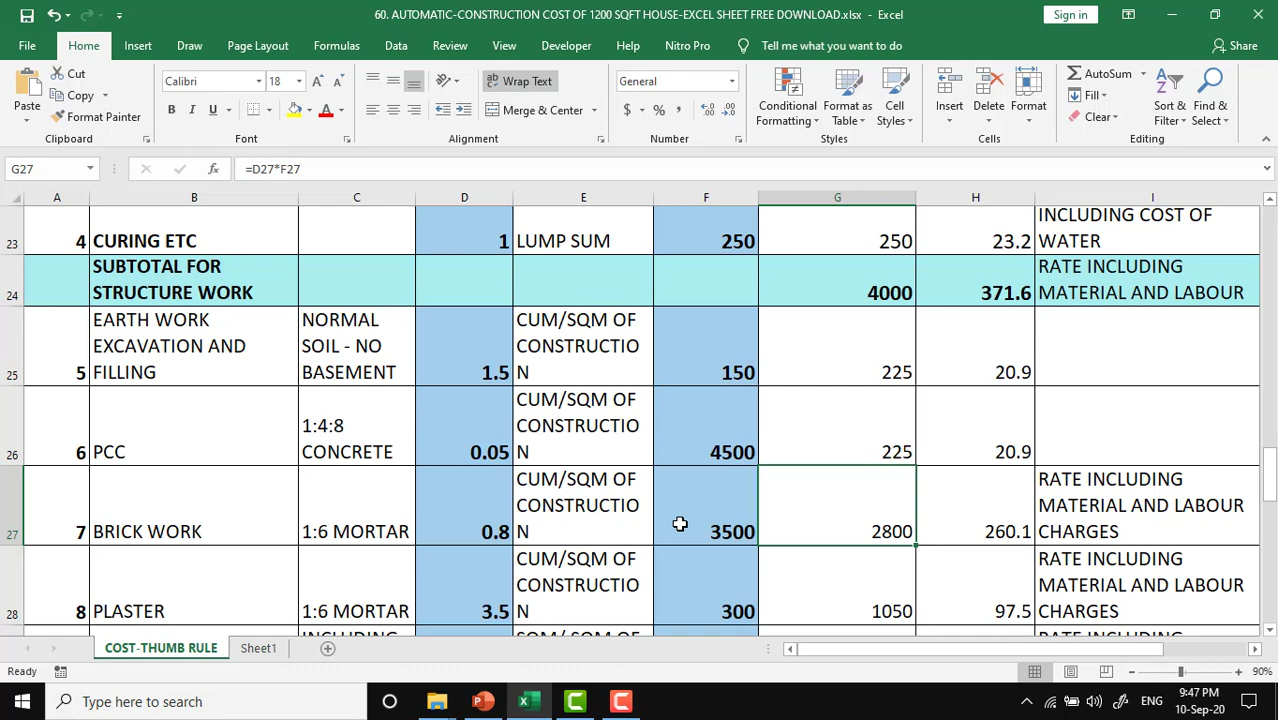 60. AUTOMATIC-CONSTRUCTION COST OF 1200 SQFT HOUSE-EXCEL SHEET FREE DOWNLOAD.xlsx - Excel
Sign in
File Home Insert Draw Page Layout Formulas Data Review View Developer Help Nitro Pro Tell me what you want to do Share
Paste
Cut
Copy
Format Painter
Clipboard
Calibri 18
B I U
Font
Wrap Text
Merge & Center
Alignment
General
$ %
Number
Conditional Formatting
Format as Table
Cell Styles
Styles
Insert Delete Format
Cells
AutoSum
Fill
Clear
Sort & Filter
Find & Select
Editing
G27 fx =D27*F27
A B C D E F G H I
23 4 CURING ETC 1 LUMP SUM 250 250 23.2 INCLUDING COST OF WATER
24 SUBTOTAL FOR STRUCTURE WORK 4000 371.6 RATE INCLUDING MATERIAL AND LABOUR
25 5 EARTH WORK EXCAVATION AND FILLING NORMAL SOIL - NO BASEMENT 1.5 CUM/SQM OF CONSTRUCTIO N 150 225 20.9
26 6 PCC 1:4:8 CONCRETE 0.05 CUM/SQM OF CONSTRUCTIO N 4500 225 20.9
27 7 BRICK WORK 1:6 MORTAR 0.8 CUM/SQM OF CONSTRUCTIO N 3500 2800 260.1 RATE INCLUDING MATERIAL AND LABOUR CHARGES
28 8 PLASTER 1:6 MORTAR 3.5 CUM/SQM OF CONSTRUCTIO N 300 1050 97.5 RATE INCLUDING MATERIAL AND LABOUR CHARGES
COST-THUMB RULE Sheet1
Ready
90%
Type here to search
ENG
9:47 PM
10-Sep-20